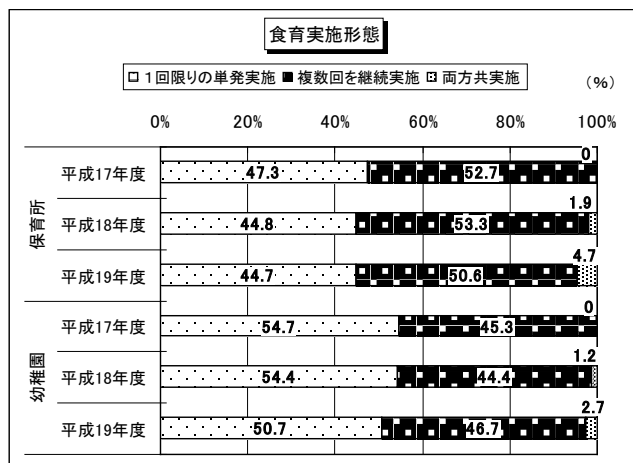 食育実施形態
１回限りの単発実施 複数回を継続実施 両方共実施
（%）
0% 20% 40% 60% 80% 100%
保育所
平成17年度 47.3 52.7 0
平成18年度 44.8 53.3 1.9
平成19年度 44.7 50.6 4.7
幼稚園
平成17年度 54.7 45.3 0
平成18年度 54.4 44.4 1.2
平成19年度 50.7 46.7 2.7